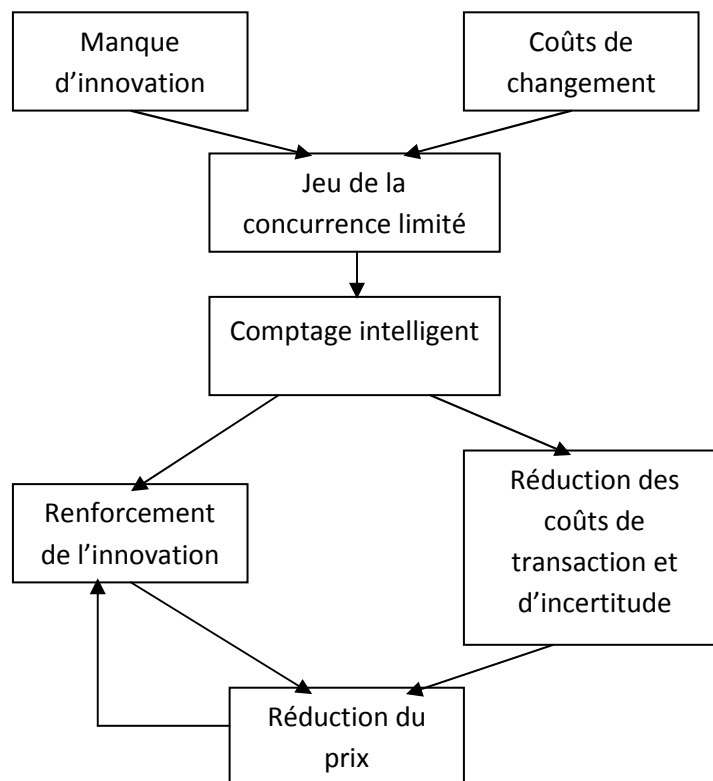 Manque
d’innovation
Coûts de
changement
Jeu de la
concurrence limité
Comptage intelligent
Renforcement
de l’innovation
Réduction des
coûts de
transaction et
d’incertitude
Réduction du
prix